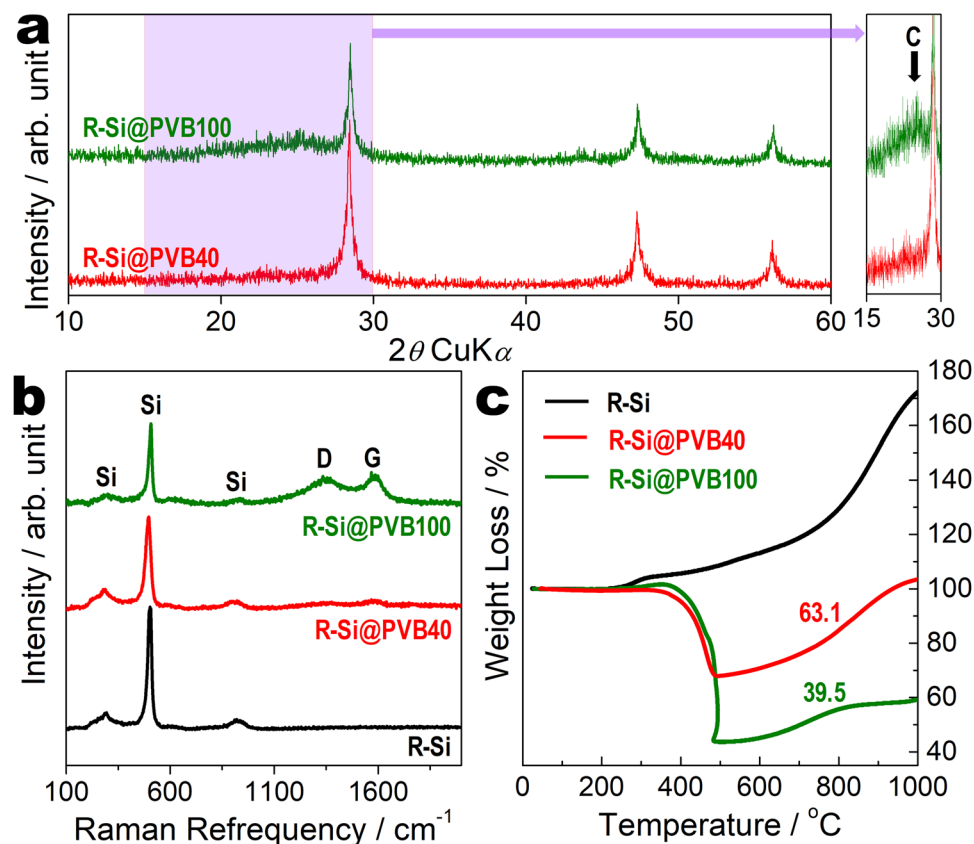 a
Intensity / arb. unit
R-Si@PVB100
R-Si@PVB40
10 20 30 40 50 60
2θ CuKα
C
15 30
b
Intensity / arb. unit
Si
Si
Si
D
G
R-Si@PVB100
R-Si@PVB40
R-Si
100 600 1100 1600
Raman Refrequency / cm-1
c
R-Si
R-Si@PVB40
R-Si@PVB100
63.1
39.5
180
160
140
120
100
80
60
40
Weight Loss / %
0 200 400 600 800 1000
Temperature / °C